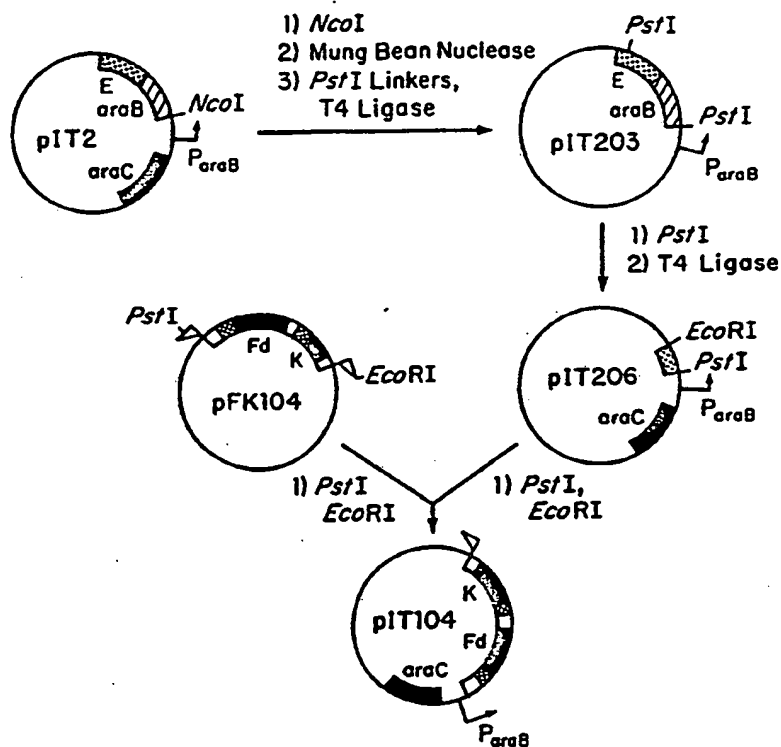 1) NcoI
2) Mung Bean Nuclease
3) PstI Linkers,
T4 Ligase
E
araB
NcoI
pIT2
ParaB
araC
PstI
E
araB
PstI
pIT203
ParaB
1) PstI
2) T4 Ligase
PstI
Fd
K
EcoRI
pFK104
EcoRI
PstI
pIT206
ParaB
araC
1) PstI
EcoRI
1) PstI,
EcoRI
K
pIT104
Fd
araC
ParaB